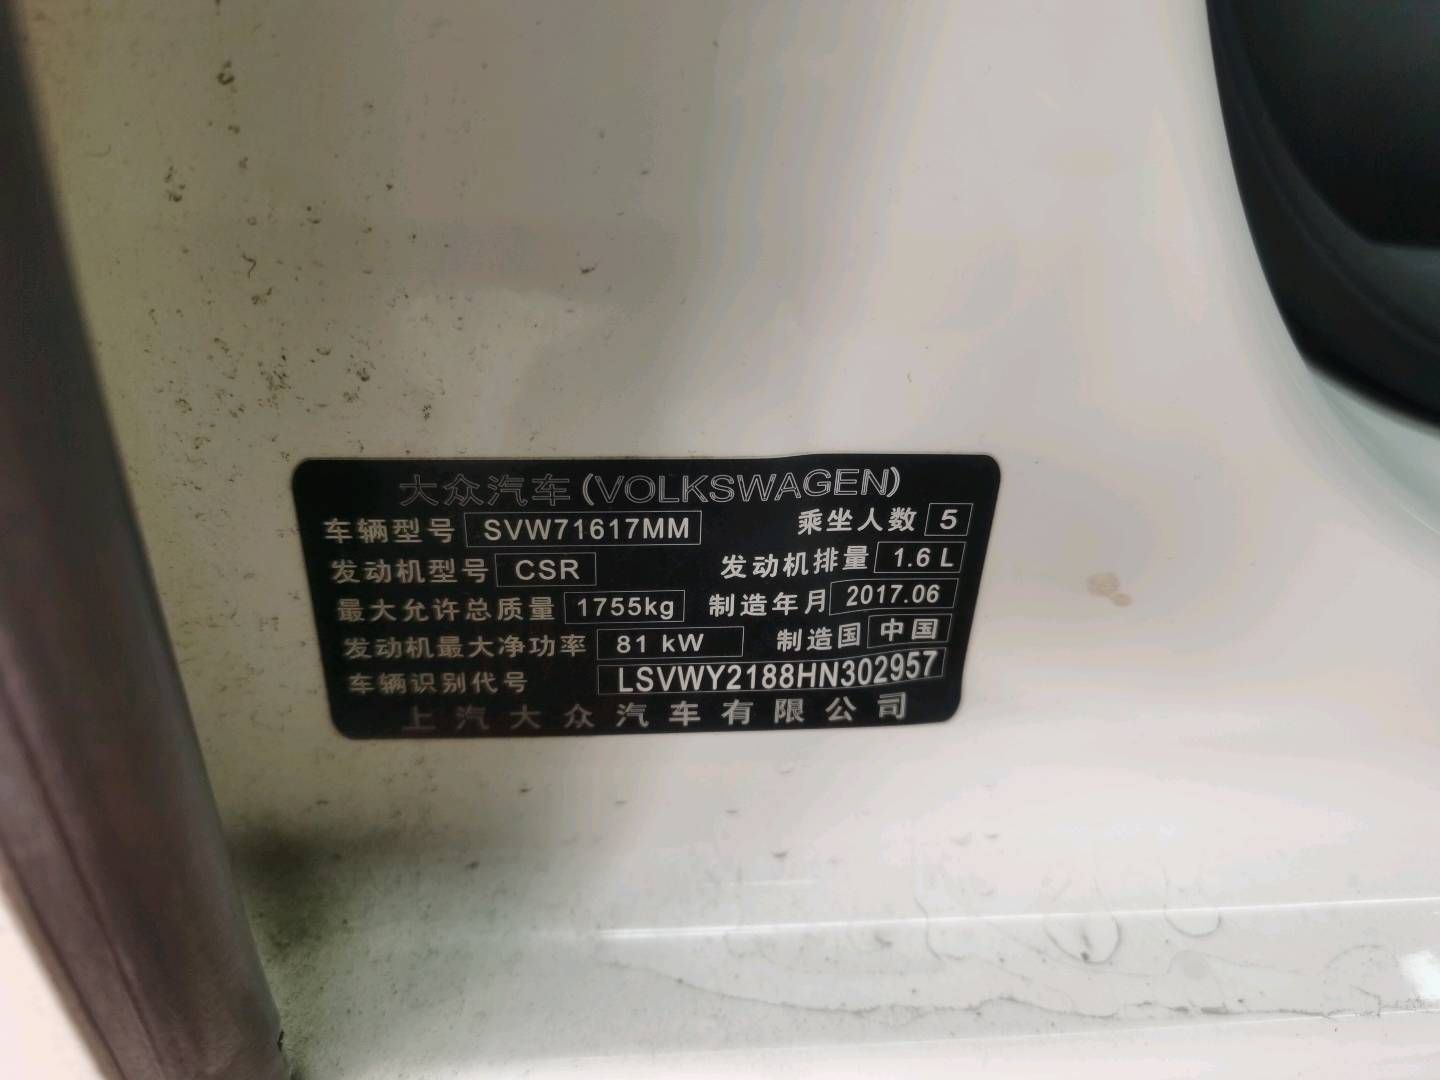 大众汽车(VOLKSWAGEN)
车辆型号 SVW71617MM 乘坐人数 5
发动机型号 CSR 发动机排量 1.6 L
最大允许总质量 1755kg 制造年月 2017.06
发动机最大净功率 81 kW 制造国 中国
车辆识别代号 LSVWY2188HN302957
上汽大众汽车有限公司